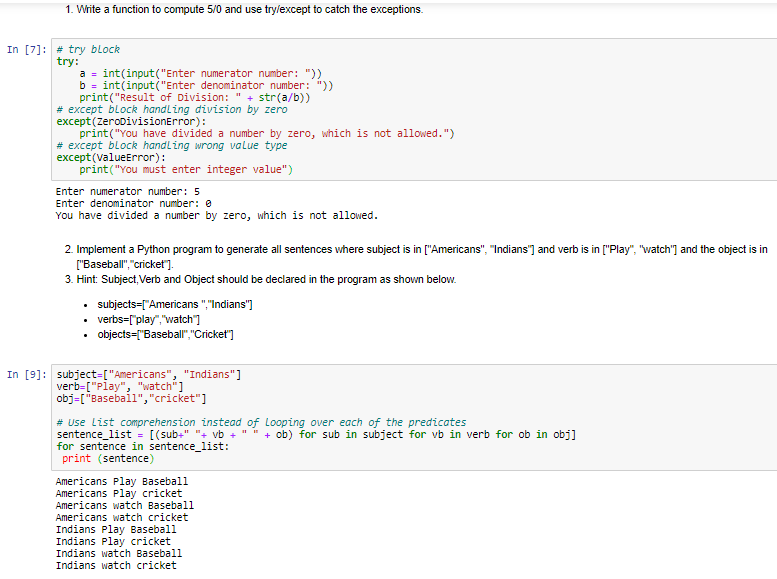 1. Write a function to compute 5/0 and use try/except to catch the exceptions.
In [7]: # try block
try:
    a = int(input("Enter numerator number: "))
    b = int(input("Enter denominator number: "))
    print("Result of Division: " + str(a/b))
# except block handling division by zero
except(ZeroDivisionError):
    print("You have divided a number by zero, which is not allowed.")
# except block handling wrong value type
except(ValueError):
    print("You must enter integer value")
Enter numerator number: 5
Enter denominator number: 0
You have divided a number by zero, which is not allowed.
2. Implement a Python program to generate all sentences where subject is in ["Americans", "Indians"] and verb is in ["Play", "watch"] and the object is in
["Baseball","cricket"].
3. Hint: Subject,Verb and Object should be declared in the program as shown below.
• subjects=["Americans ","Indians"]
• verbs=["play","watch"]
• objects=["Baseball","Cricket"]
In [9]: subject=["Americans", "Indians"]
verb=["Play", "watch"]
obj=["Baseball","cricket"]
# Use list comprehension instead of looping over each of the predicates
sentence_list = [(sub+" "+ vb + " " + ob) for sub in subject for vb in verb for ob in obj]
for sentence in sentence_list:
 print (sentence)
Americans Play Baseball
Americans Play cricket
Americans watch Baseball
Americans watch cricket
Indians Play Baseball
Indians Play cricket
Indians watch Baseball
Indians watch cricket